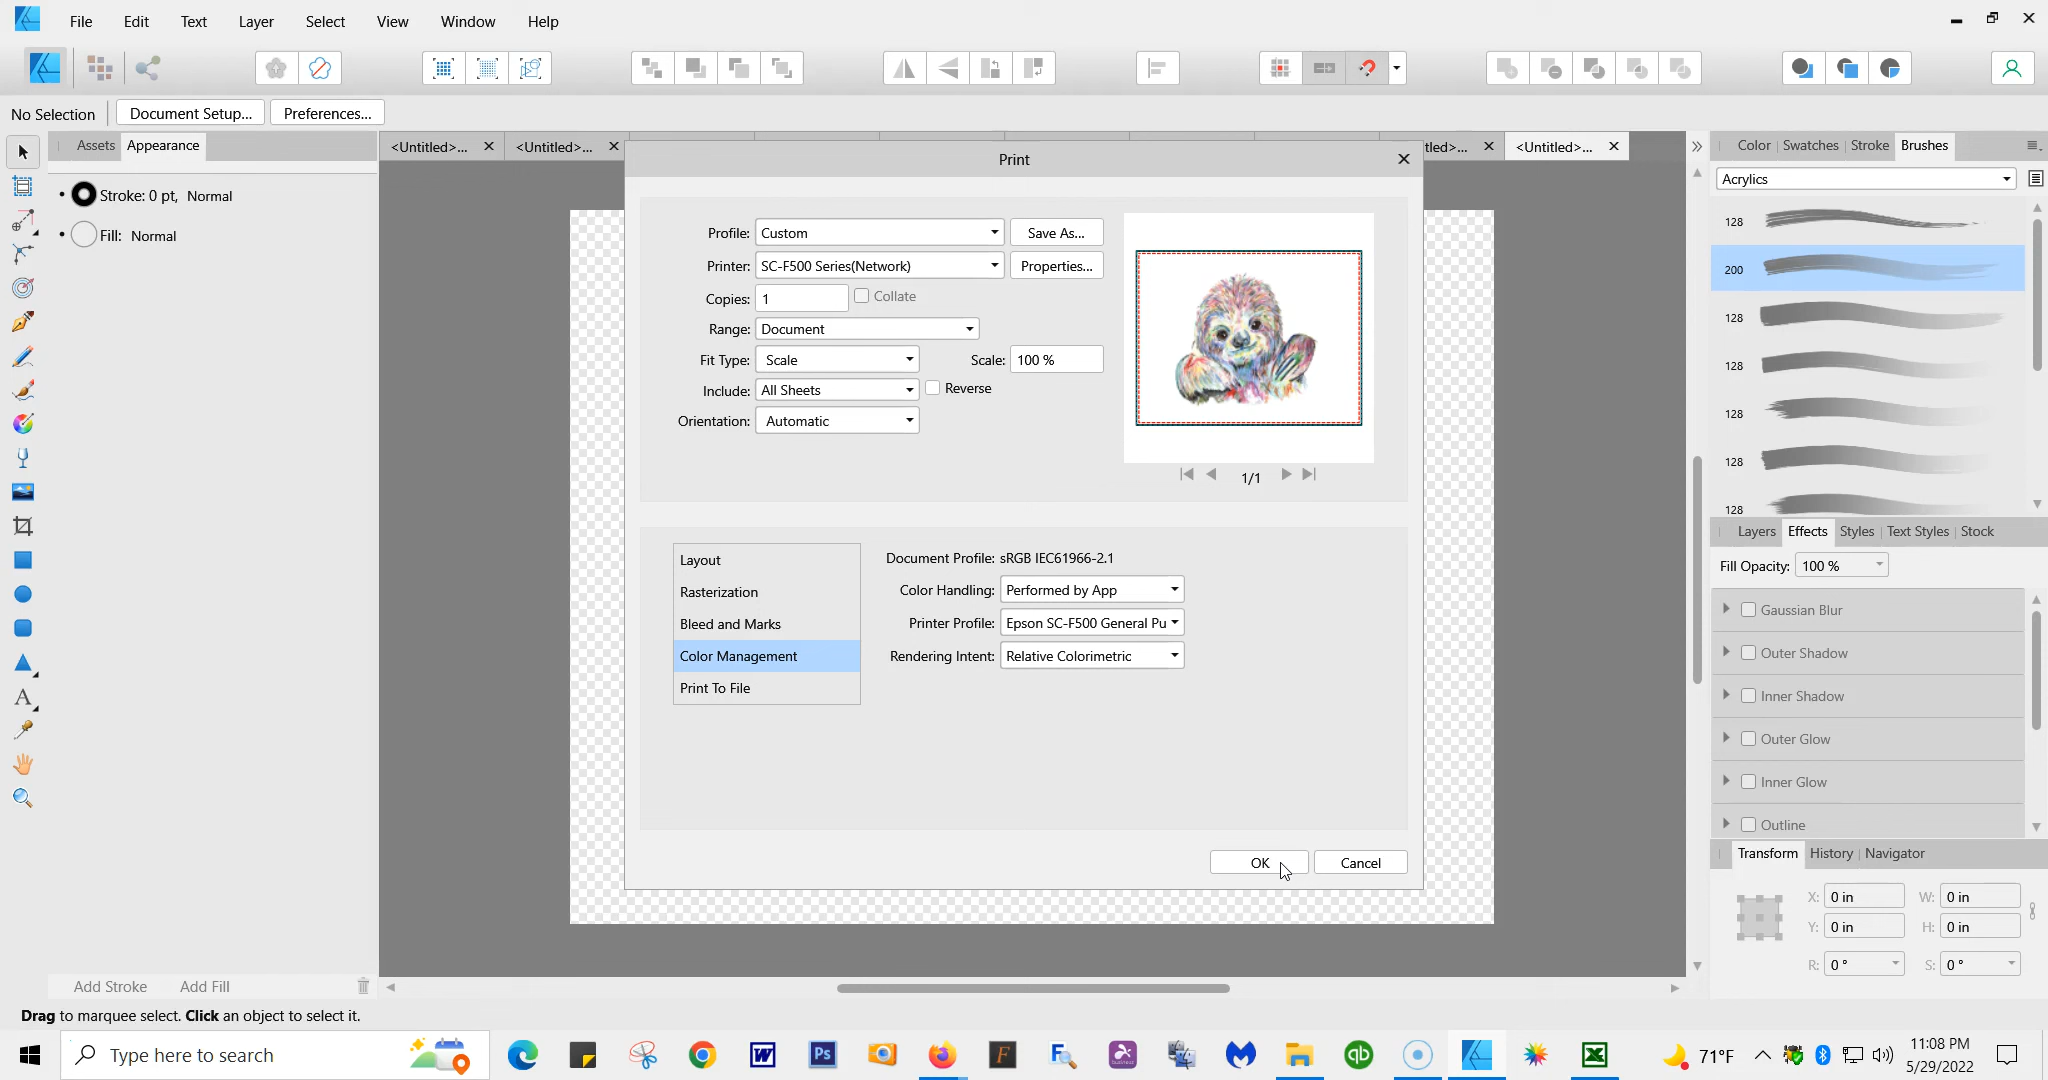 File Edit Text Layer Select View Window Help
No Selection Document Setup... Preferences...
Assets Appearance
Stroke: 0 pt, Normal
Fill: Normal
<Untitled>... <Untitled>... tled>... <Untitled>...
Print
Profile: Custom Save As...
Printer: SC-F500 Series(Network) Properties...
Copies: 1 Collate
Range: Document
Fit Type: Scale Scale: 100 %
Include: All Sheets Reverse
Orientation: Automatic
1/1
Layout
Rasterization
Bleed and Marks
Color Management
Print To File
Document Profile: sRGB IEC61966-2.1
Color Handling: Performed by App
Printer Profile: Epson SC-F500 General Pu
Rendering Intent: Relative Colorimetric
OK Cancel
Color Swatches Stroke Brushes
Acrylics
128
200
128
128
128
128
128
Layers Effects Styles Text Styles Stock
Fill Opacity: 100 %
Gaussian Blur
Outer Shadow
Inner Shadow
Outer Glow
Inner Glow
Outline
Transform History Navigator
X: 0 in W: 0 in
Y: 0 in H: 0 in
R: 0 ° S: 0 °
Add Stroke Add Fill
Drag to marquee select. Click an object to select it.
Type here to search
W Ps F qb X
71°F
11:08 PM
5/29/2022